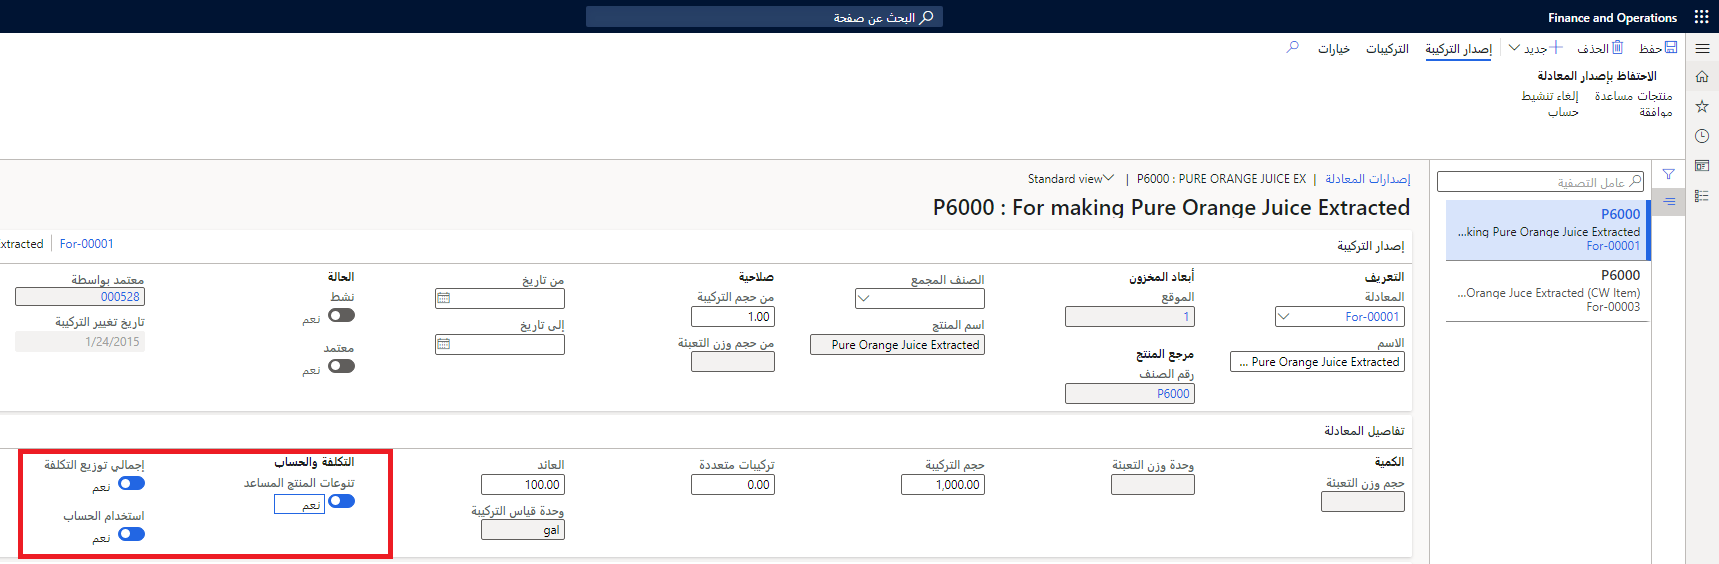 Finance and Operations
البحث عن صفحة
حفظ
الحذف
جديد
إصدار التركيبة
التركيبات
خيارات
الاحتفاظ بإصدار المعادلة
منتجات مساعدة
إلغاء تنشيط
موافقة
حساب
عامل التصفية
P6000
...king Pure Orange Juice Extracted
For-00001
P6000
...Orange Juce Extracted (CW Item)
For-00003
إصدارات المعادلة | P6000 : PURE ORANGE JUICE EX | Standard view
P6000 : For making Pure Orange Juice Extracted
إصدار التركيبة
For-00001
xtracted
التعريف
المعادلة
For-00001
الاسم
Pure Orange Juice Extracted ...
أبعاد المخزون
الموقع
1
مرجع المنتج
رقم الصنف
P6000
الصنف المجمع
اسم المنتج
Pure Orange Juice Extracted
صلاحية
من حجم التركيبة
1.00
من حجم وزن التعبئة
من تاريخ
إلى تاريخ
الحالة
نشط
نعم
معتمد
نعم
معتمد بواسطة
000528
تاريخ تغيير التركيبة
1/24/2015
تفاصيل المعادلة
الكمية
حجم وزن التعبئة
وحدة وزن التعبئة
حجم التركيبة
1,000.00
تركيبات متعددة
0.00
العائد
100.00
وحدة قياس التركيبة
gal
التكلفة والحساب
تنوعات المنتج المساعد
نعم
إجمالي توزيع التكلفة
نعم
استخدام الحساب
نعم